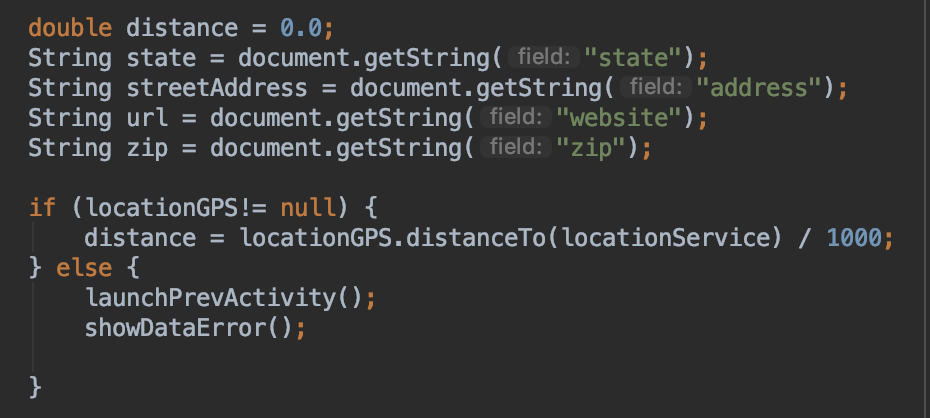 double distance = 0.0;
String state = document.getString( field: "state");
String streetAddress = document.getString( field: "address");
String url = document.getString( field: "website");
String zip = document.getString( field: "zip");
if (locationGPS!= null) {
distance = locationGPS.distanceTo(locationService) / 1000;
} else {
launchPrevActivity();
showDataError();
}